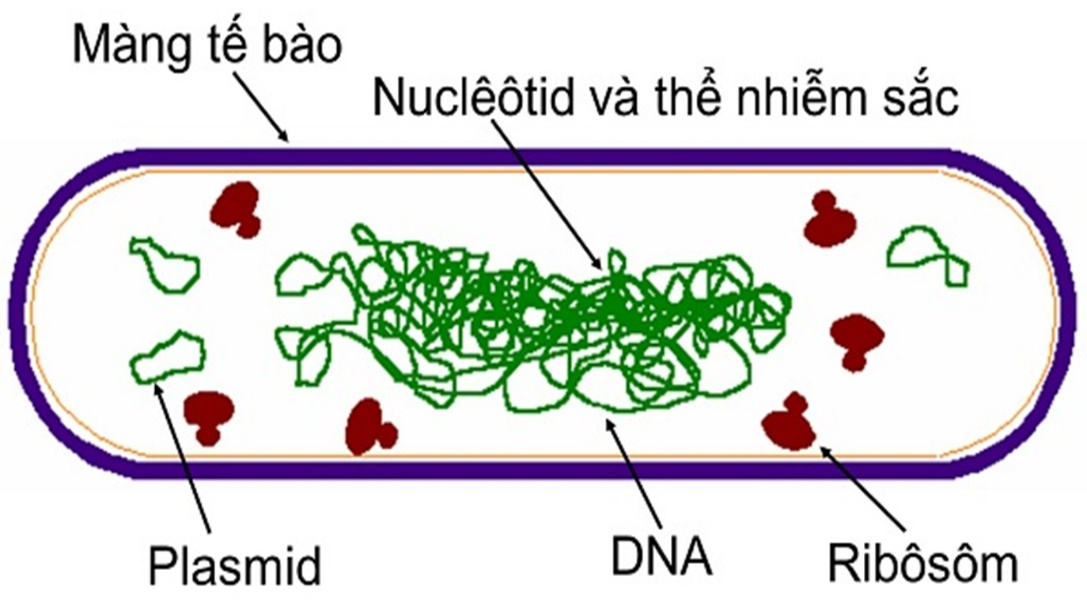 Màng tế bào
Nuclêôtid và thể nhiễm sắc
Plasmid
DNA
Ribôsôm